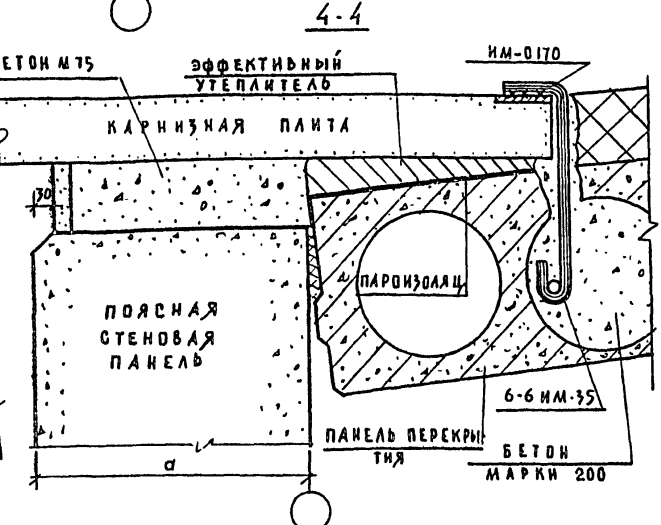 4-4
ЕТОН М75
ЭФФЕКТИВНЫЙ
УТЕПЛИТЕЛЬ
ИМ-0170
КАРНИЗНАЯ ПЛИТА
30
ПАРОИЗОЛЯЦ
ПОЯСНАЯ
СТЕНОВАЯ
ПАНЕЛЬ
6-6 ИМ-35
ПАНЕЛЬ ПЕРЕКРЫ
ТИЯ
БЕТОН
МАРКИ 200
а